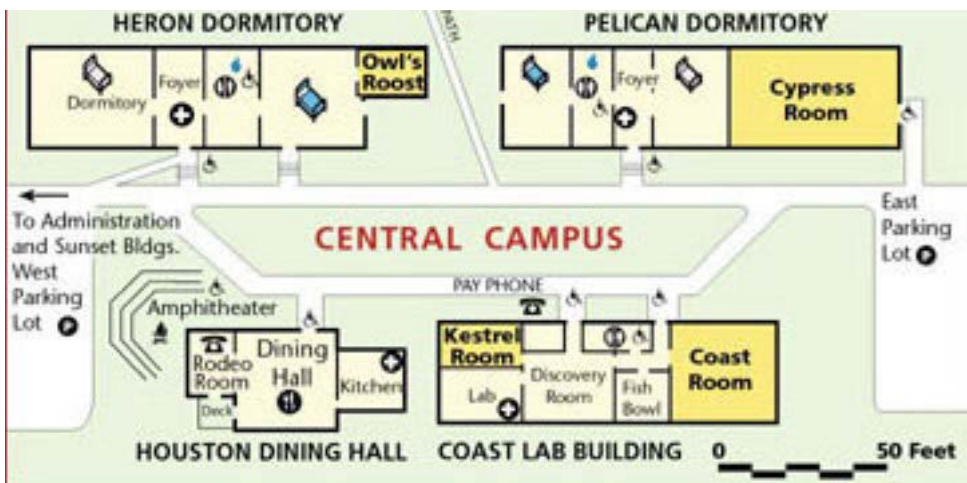 HERON DORMITORY
PATH
PELICAN DORMITORY
Dormitory
Foyer
Owl's
Roost
Foyer
Cypress
Room
To Administration
and Sunset Bldgs.
West
Parking
Lot P
CENTRAL CAMPUS
East
Parking
Lot P
PAY PHONE
Amphitheater
Rodeo
Room
Deck
Dining
Hall
Kitchen
Kestrel
Room
Lab
Discovery
Room
Fish
Bowl
Coast
Room
HOUSTON DINING HALL
COAST LAB BUILDING
0 50 Feet